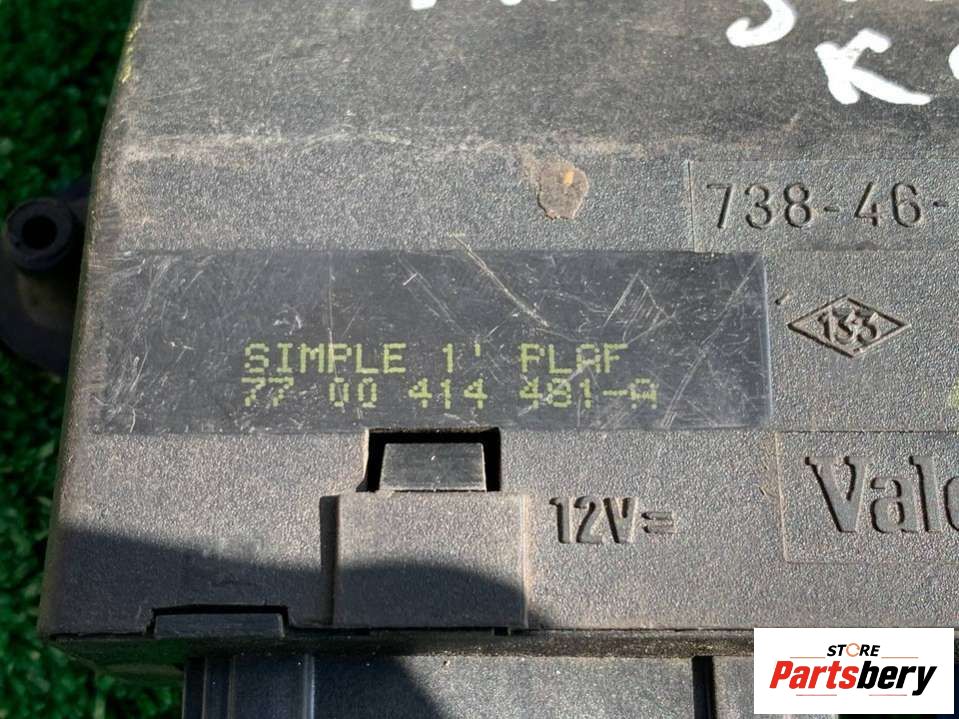 K
738-46-
133
SIMPLE 1' PLAF
77 00 414 481-A
12V=
Vale
STORE
Partsbery